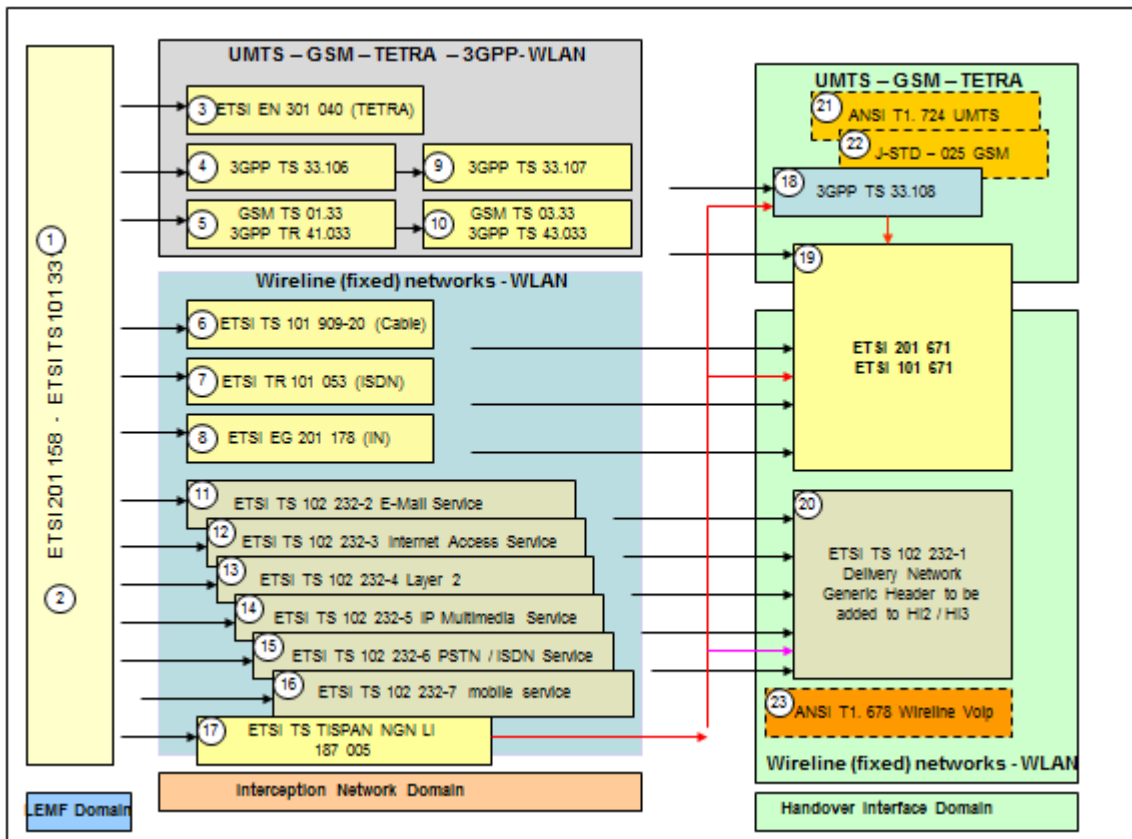 UMTS – GSM – TETRA – 3GPP- WLAN
3
ETSI EN 301 040 (TETRA)
4
3GPP TS 33.106
9
3GPP TS 33.107
5
GSM TS 01.33
3GPP TR 41.033
10
GSM TS 03.33
3GPP TS 43.033
1
ETSI 201 158 - ETSI TS 101 331
2
Wireline (fixed) networks - WLAN
6
ETSI TS 101 909-20 (Cable)
7
ETSI TR 101 053 (ISDN)
8
ETSI EG 201 178 (IN)
11
ETSI TS 102 232-2 E-Mail Service
12
ETSI TS 102 232-3 Internet Access Service
13
ETSI TS 102 232-4 Layer 2
14
ETSI TS 102 232-5 IP Multimedia Service
15
ETSI TS 102 232-6 PSTN / ISDN Service
16
ETSI TS 102 232-7 mobile service
17
ETSI TS TISPAN NGN LI
187 005
LEMF Domain
Interception Network Domain
UMTS – GSM – TETRA
21
ANSI T1. 724 UMTS
22
J-STD – 025 GSM
18
3GPP TS 33.108
19
ETSI 201 671
ETSI 101 671
20
ETSI TS 102 232-1
Delivery Network
Generic Header to be
added to HI2 / HI3
23
ANSI T1. 678 Wireline VoIp
Wireline (fixed) networks - WLAN
Handover Interface Domain